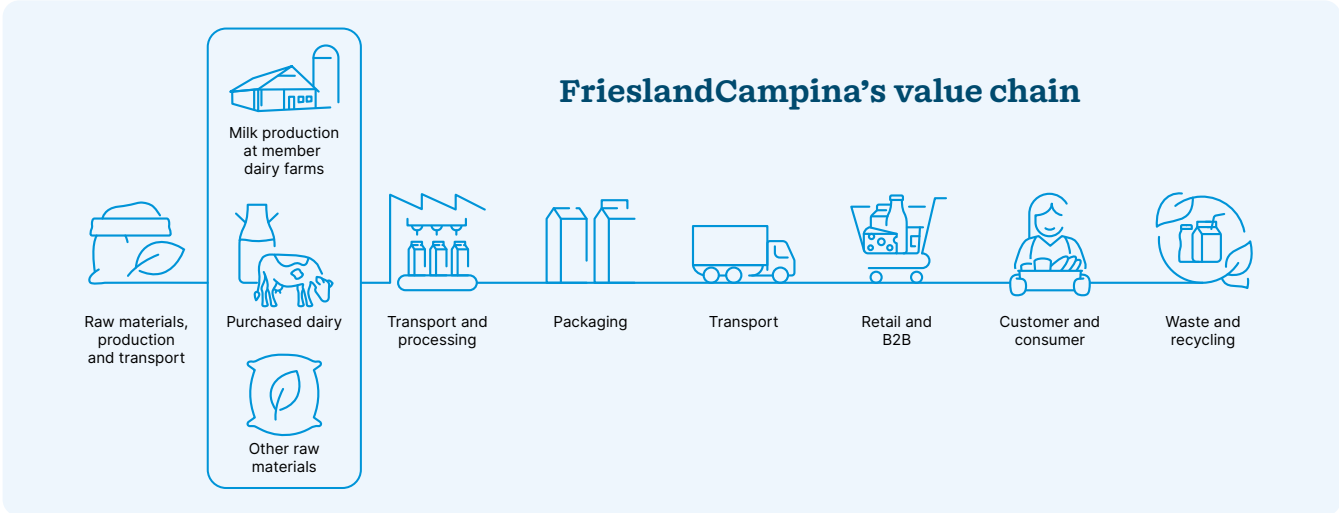 FrieslandCampina’s value chain
Raw materials,
production
and transport
Milk production
at member
dairy farms
Purchased dairy
Other raw
materials
Transport and
processing
Packaging
Transport
Retail and
B2B
Customer and
consumer
Waste and
recycling